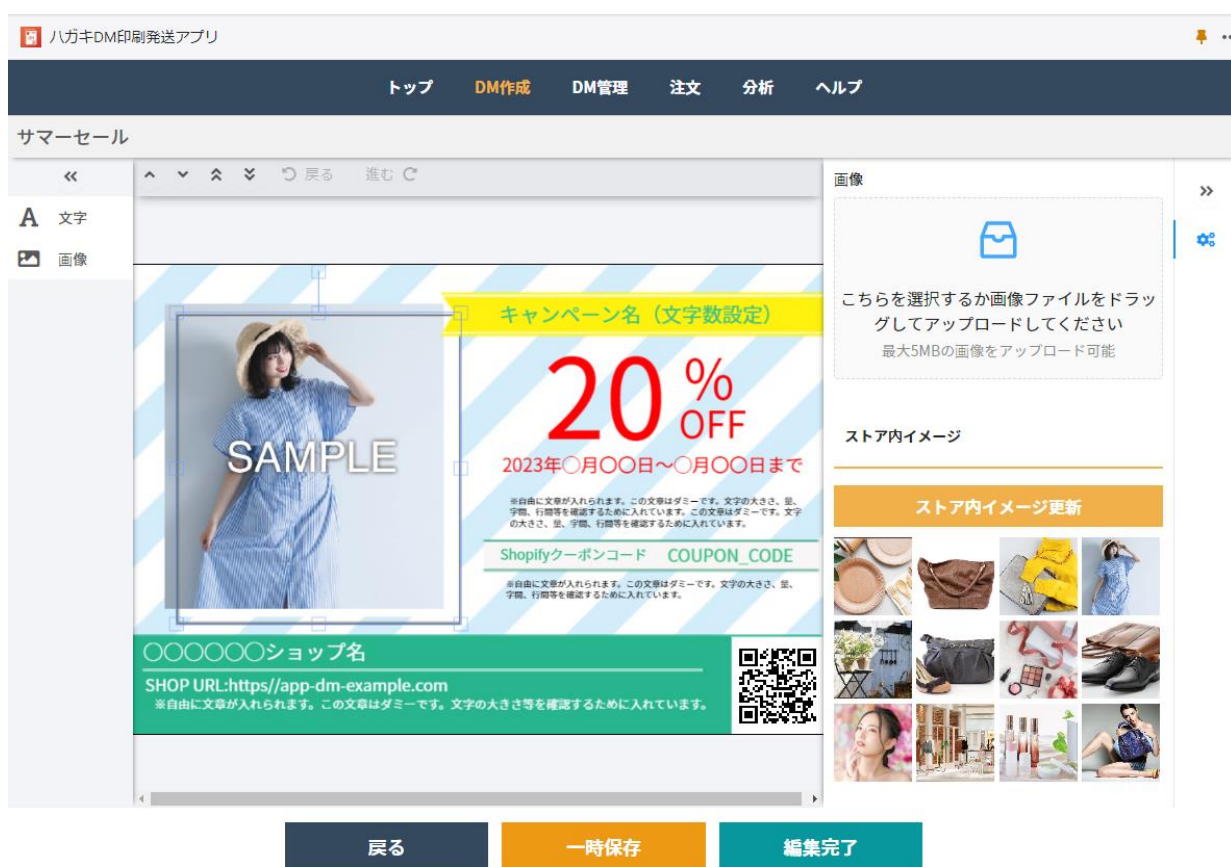 ハガキDM印刷発送アプリ
トップ DM作成 DM管理 注文 分析 ヘルプ
サマーセール
戻る 進む
文字
画像
キャンペーン名（文字数設定）
20%
OFF
2023年〇月〇〇日～〇月〇〇日まで
※自由に文章が入れられます。この文章はダミーです。文字の大きさ、量、
字間、行間等を確認するために入れています。この文章はダミーです。文字
の大きさ、量、字間、行間等を確認するために入れています。
Shopifyクーポンコード COUPON_CODE
※自由に文章が入れられます。この文章はダミーです。文字の大きさ、量、
字間、行間等を確認するために入れています。
SAMPLE
〇〇〇〇〇〇ショップ名
SHOP URL:https//app-dm-example.com
※自由に文章が入れられます。この文章はダミーです。文字の大きさ等を確認するために入れています。
画像
こちらを選択するか画像ファイルをドラッ
グしてアップロードしてください
最大5MBの画像をアップロード可能
ストア内イメージ
ストア内イメージ更新
戻る 一時保存 編集完了